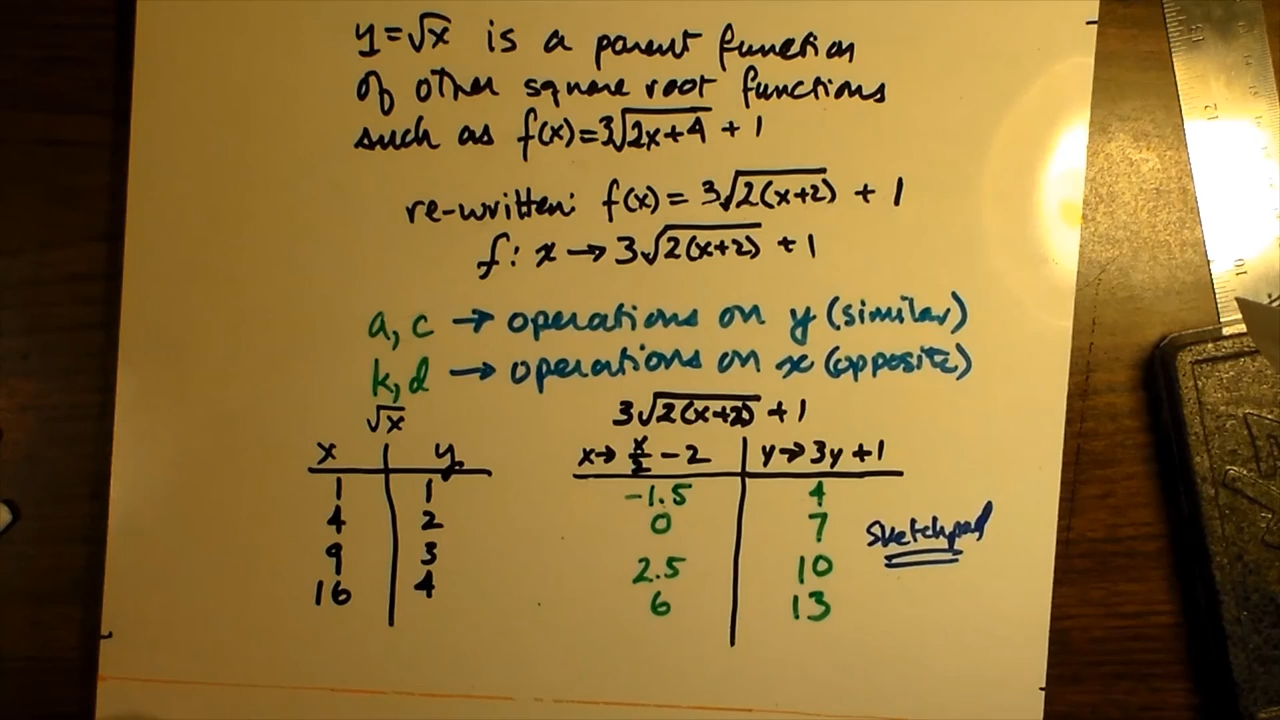 y=√x is a parent function
of other square root functions
such as f(x)=3√2x+4 + 1
re-written: f(x) = 3√2(x+2) + 1
f: x → 3√2(x+2) + 1
a, c → operations on y (similar)
k, d → operations on x (opposite)
√x
x y
1 1
4 2
9 3
16 4
3√2(x+2) + 1
x→ x/2 - 2 y→3y+1
-1.5 4
0 7
2.5 10
6 13
Sketchpad
13
12
10